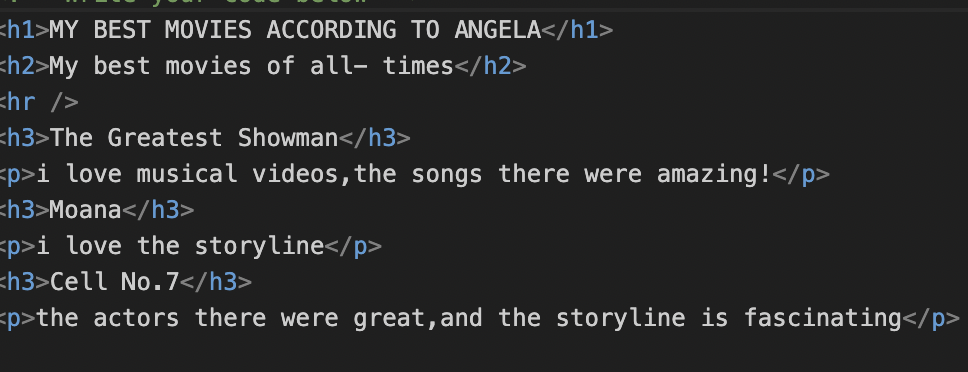 <h1>MY BEST MOVIES ACCORDING TO ANGELA</h1>
<h2>My best movies of all- times</h2>
<hr />
<h3>The Greatest Showman</h3>
<p>i love musical videos,the songs there were amazing!</p>
<h3>Moana</h3>
<p>i love the storyline</p>
<h3>Cell No.7</h3>
<p>the actors there were great,and the storyline is fascinating</p>